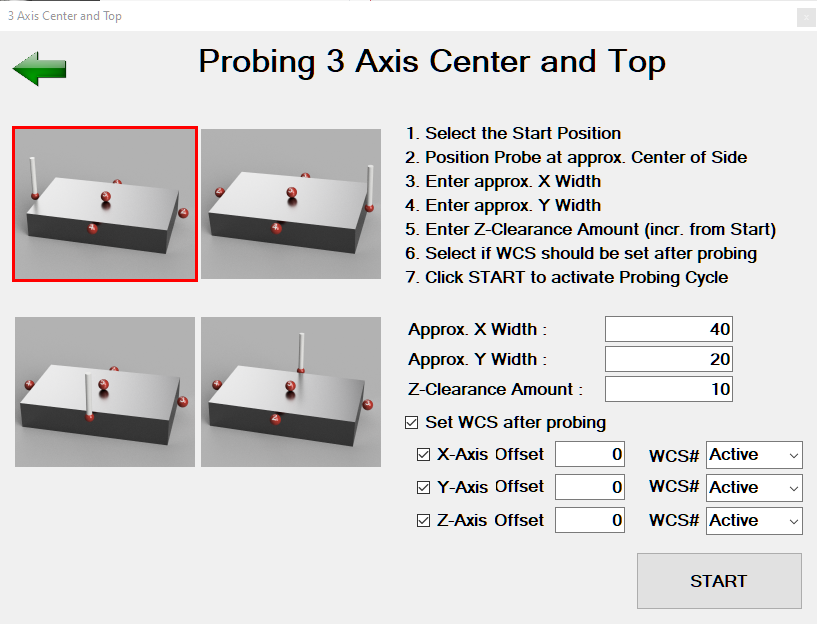 3 Axis Center and Top
Probing 3 Axis Center and Top
1. Select the Start Position
2. Position Probe at approx. Center of Side
3. Enter approx. X Width
4. Enter approx. Y Width
5. Enter Z-Clearance Amount (incr. from Start)
6. Select if WCS should be set after probing
7. Click START to activate Probing Cycle
Approx. X Width : 40
Approx. Y Width : 20
Z-Clearance Amount : 10
Set WCS after probing
X-Axis Offset 0 WCS# Active
Y-Axis Offset 0 WCS# Active
Z-Axis Offset 0 WCS# Active
START